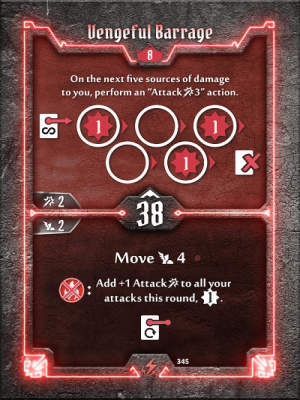 Vengeful Barrage
8
On the next five sources of damage
to you, perform an "Attack 3" action.
1 1
1
2
38
2
Move 4
: Add +1 Attack to all your
attacks this round, 1.
345